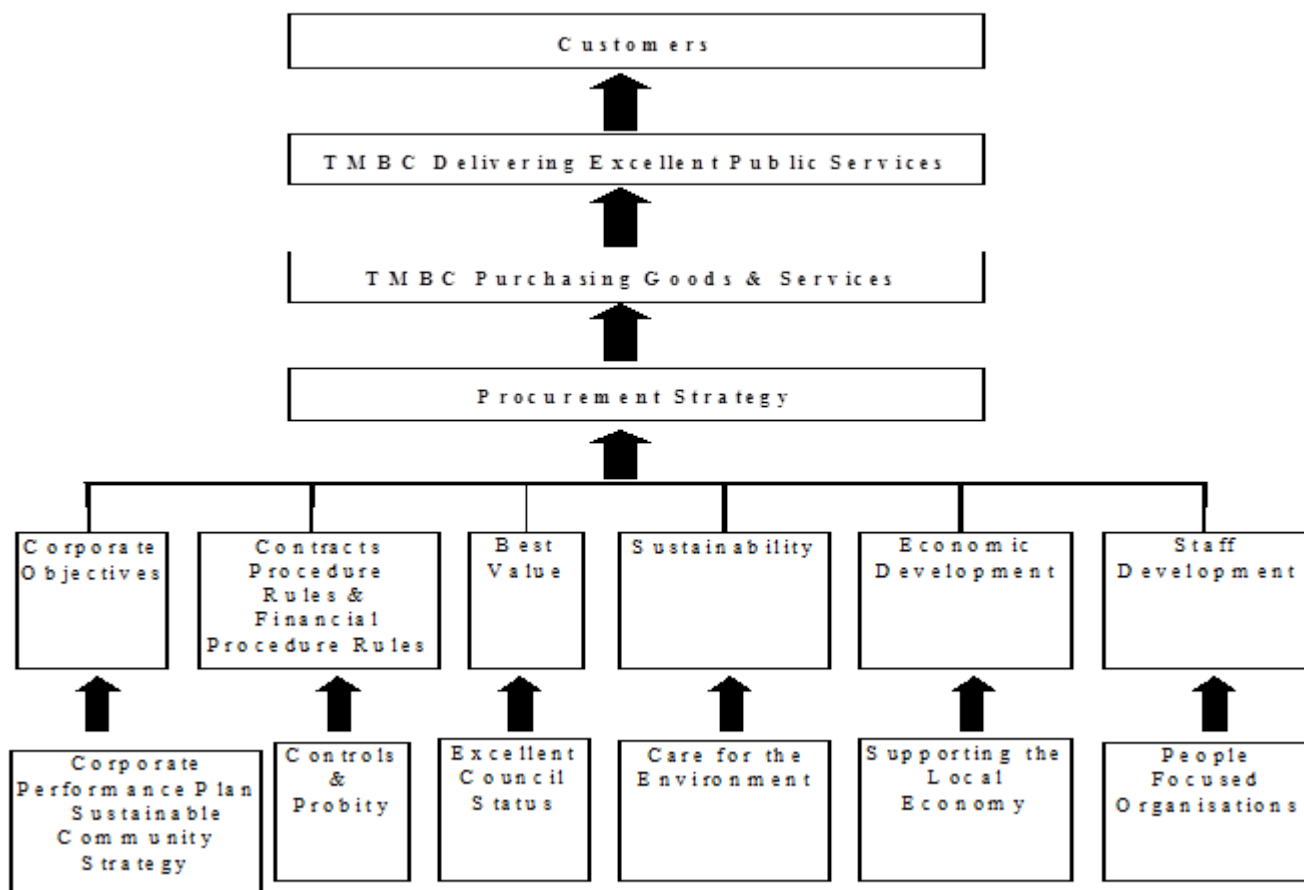 Customers
TMBC Delivering Excellent Public Services
TMBC Purchasing Goods & Services
Procurement Strategy
Corporate
Objectives
Contracts
Procedure
Rules &
Financial
Procedure Rules
Best
Value
Sustainability
Economic
Development
Staff
Development
Corporate
Performance Plan
Sustainable
Community
Strategy
Controls
&
Probity
Excellent
Council
Status
Care for the
Environment
Supporting the
Local
Economy
People
Focused
Organisations